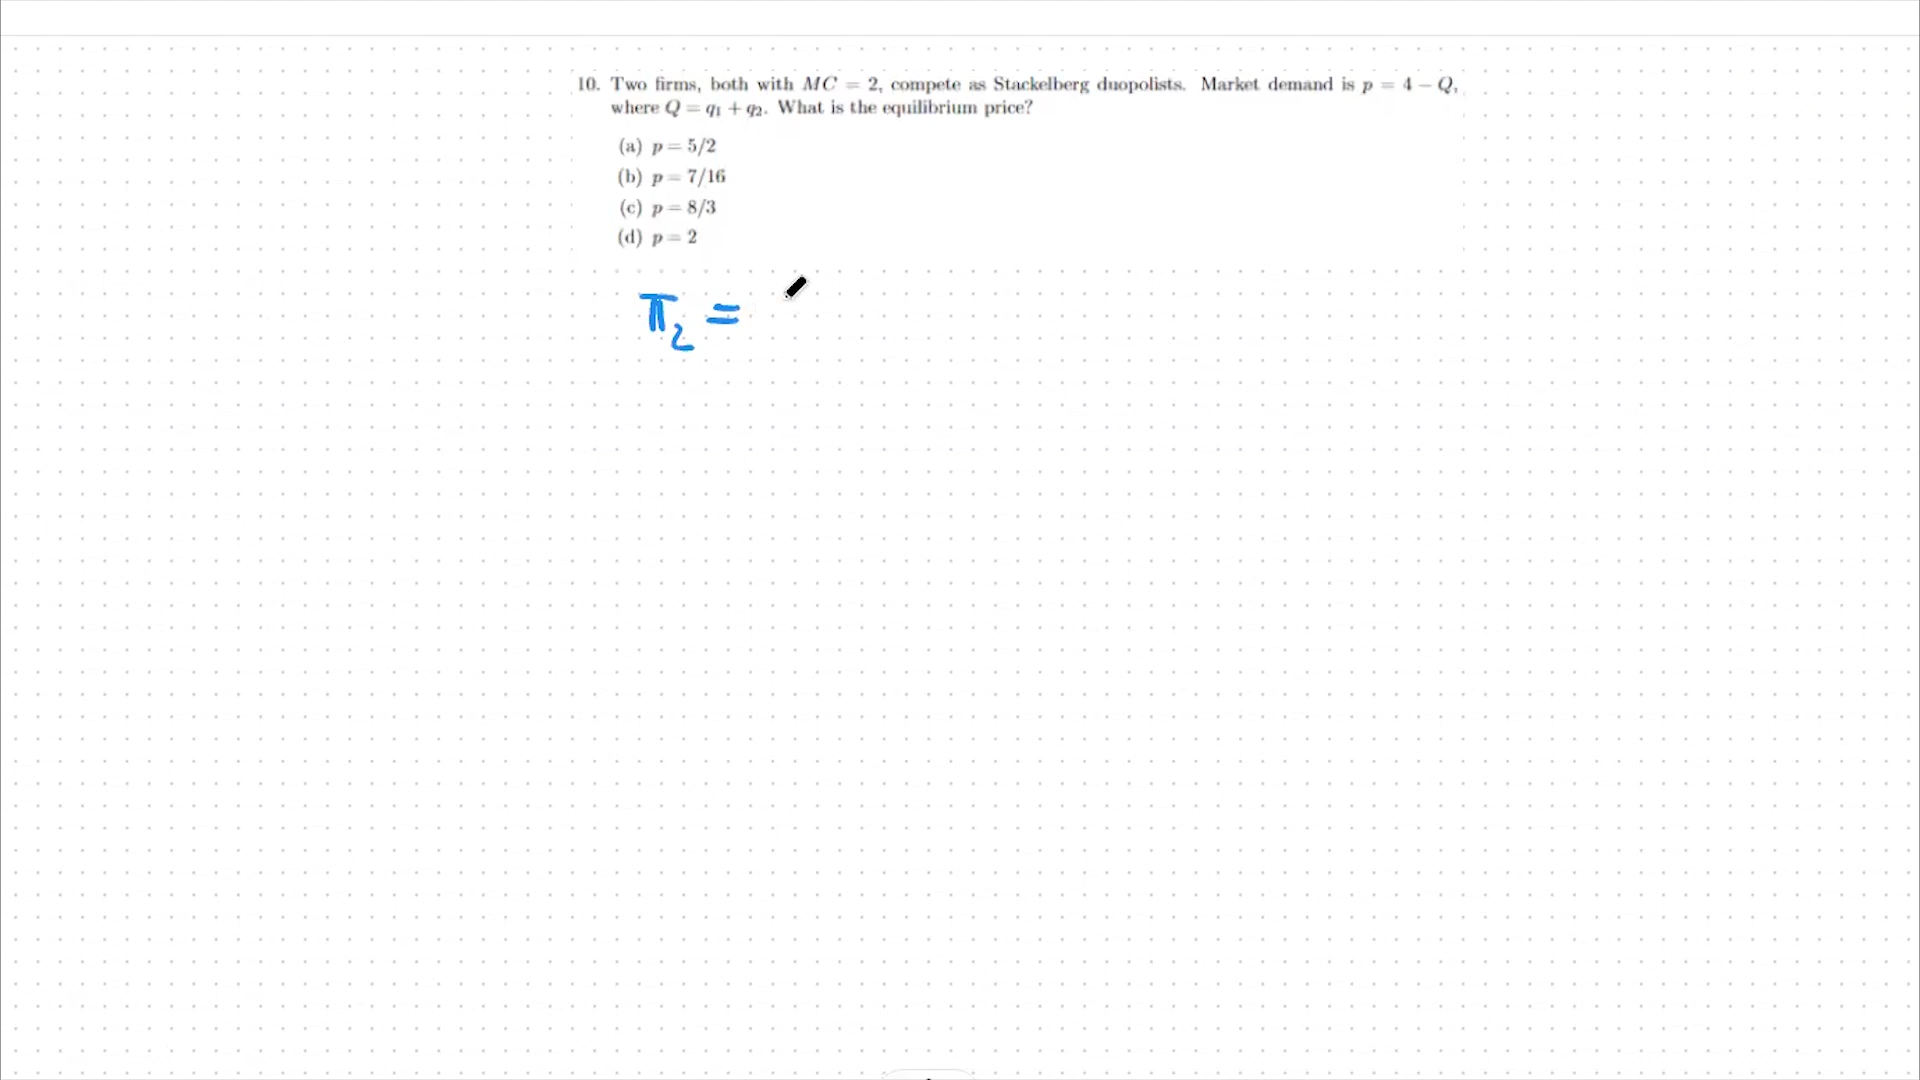 10. Two firms, both with MC = 2, compete as Stackelberg duopolists. Market demand is p = 4 − Q,
where Q = q₁ + q₂. What is the equilibrium price?
(a) p = 5/2
(b) p = 7/16
(c) p = 8/3
(d) p = 2
π₂ =